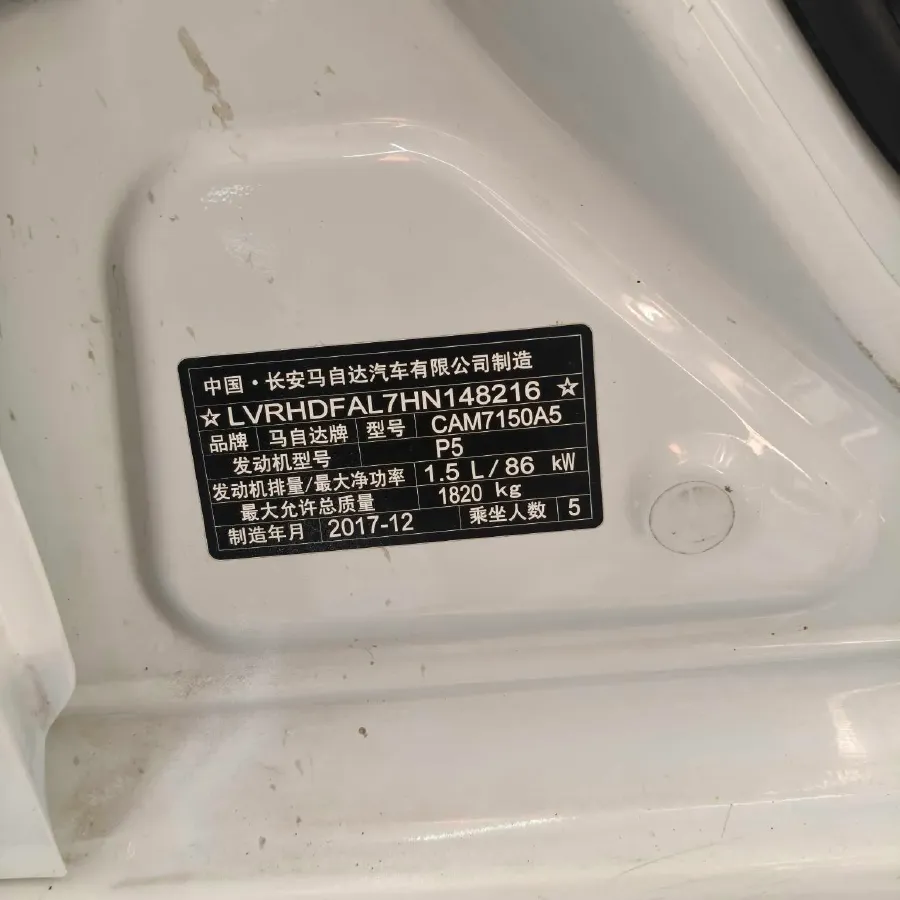 中国·长安马自达汽车有限公司制造
☆LVRHDFAL7HN148216☆
品牌 马自达牌 型号 CAM7150A5
发动机型号 P5
发动机排量/最大净功率 1.5 L/86 kW
最大允许总质量 1820 kg
制造年月 2017-12 乘坐人数 5